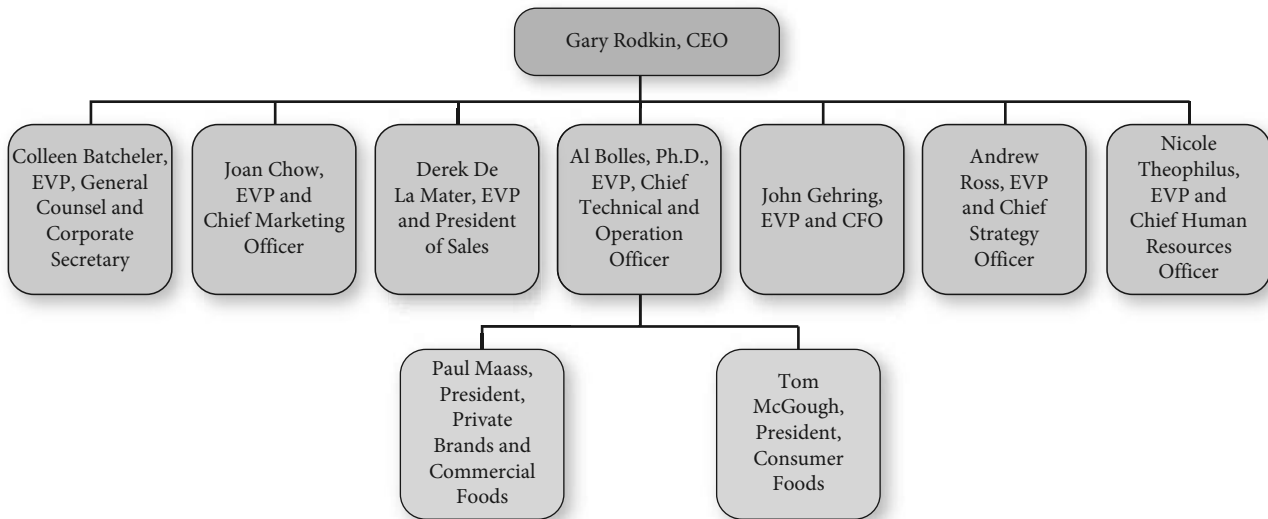 Gary Rodkin, CEO
Colleen Batcheler,
EVP, General
Counsel and
Corporate
Secretary
Joan Chow,
EVP and
Chief Marketing
Officer
Derek De
La Mater, EVP
and President
of Sales
Al Bolles, Ph.D.,
EVP, Chief
Technical and
Operation
Officer
John Gehring,
EVP and CFO
Andrew
Ross, EVP
and Chief
Strategy
Officer
Nicole
Theophilus,
EVP and
Chief Human
Resources
Officer
Paul Maass,
President,
Private
Brands and
Commercial
Foods
Tom
McGough,
President,
Consumer
Foods